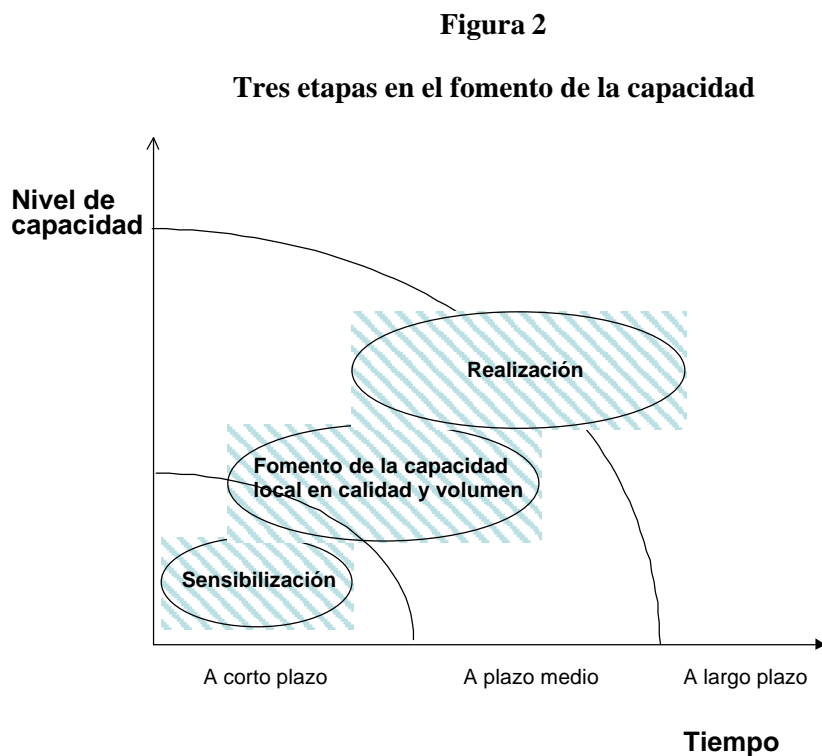 Figura 2
Tres etapas en el fomento de la capacidad
Nivel de
capacidad
Realización
Fomento de la capacidad
local en calidad y volumen
Sensibilización
A corto plazo
A plazo medio
A largo plazo
Tiempo